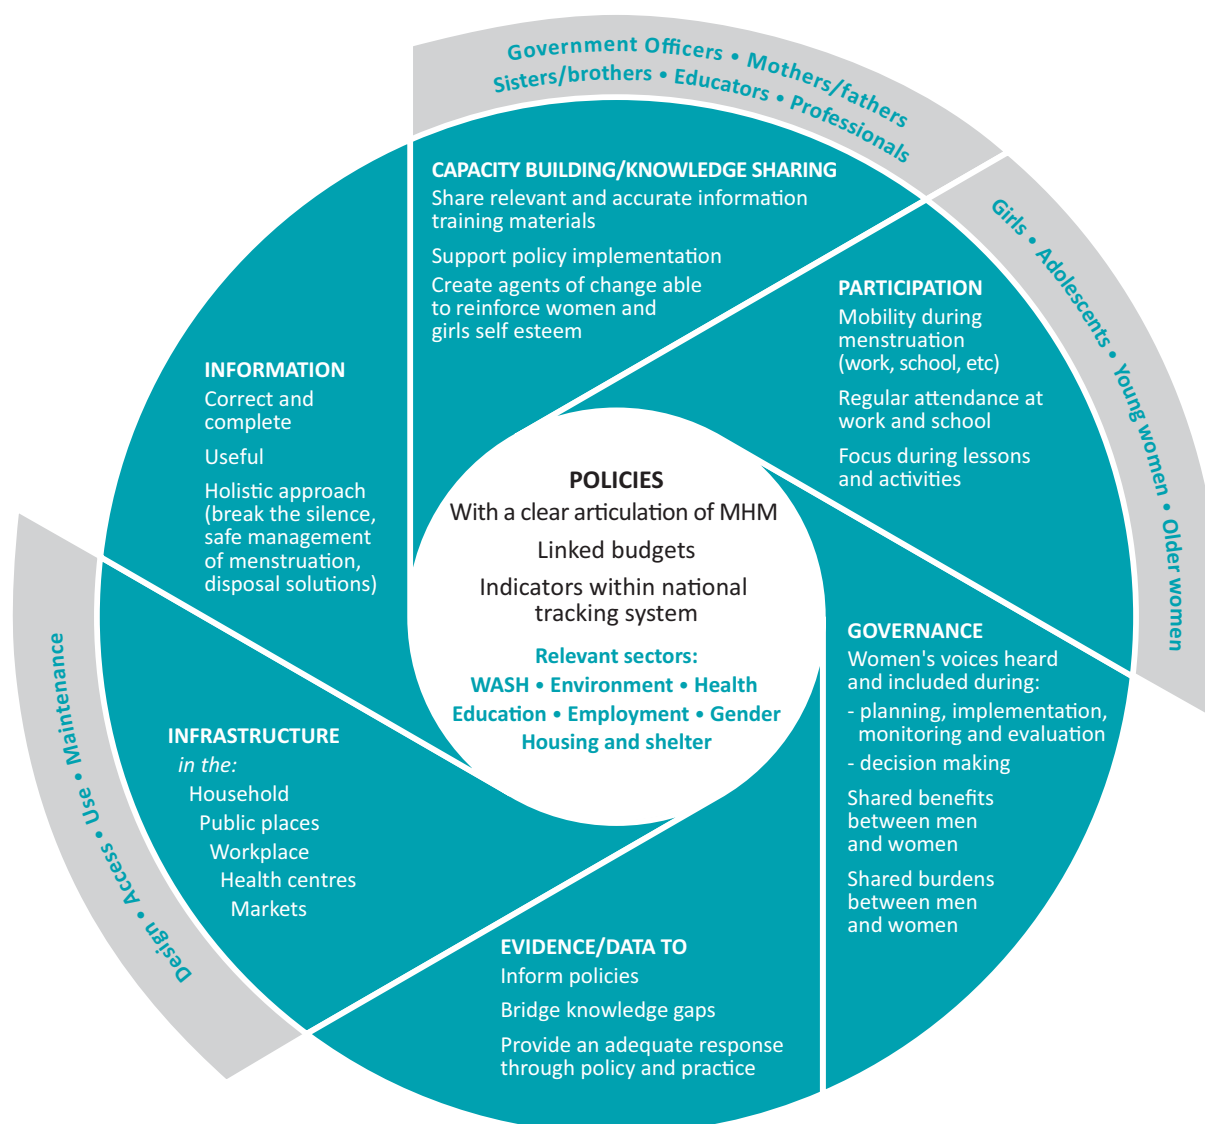 Government Officers • Mothers/fathers
Sisters/brothers • Educators • Professionals
CAPACITY BUILDING/KNOWLEDGE SHARING
Share relevant and accurate information
training materials
Support policy implementation
Create agents of change able
to reinforce women and
girls self esteem
Girls • Adolescents • Young women • Older women
PARTICIPATION
Mobility during
menstruation
(work, school, etc)
Regular attendance at
work and school
Focus during lessons
and activities
GOVERNANCE
Women's voices heard
and included during:
- planning, implementation,
monitoring and evaluation
- decision making
Shared benefits
between men
and women
Shared burdens
between men
and women
EVIDENCE/DATA TO
Inform policies
Bridge knowledge gaps
Provide an adequate response
through policy and practice
INFRASTRUCTURE
in the:
Household
Public places
Workplace
Health centres
Markets
Design • Access • Use • Maintenance
INFORMATION
Correct and
complete
Useful
Holistic approach
(break the silence,
safe management
of menstruation,
disposal solutions)
POLICIES
With a clear articulation of MHM
Linked budgets
Indicators within national
tracking system
Relevant sectors:
WASH • Environment • Health
Education • Employment • Gender
Housing and shelter